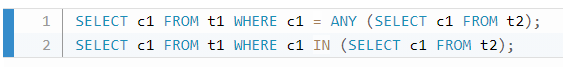 1 SELECT c1 FROM t1 WHERE c1 = ANY (SELECT c1 FROM t2);
2 SELECT c1 FROM t1 WHERE c1 IN (SELECT c1 FROM t2);